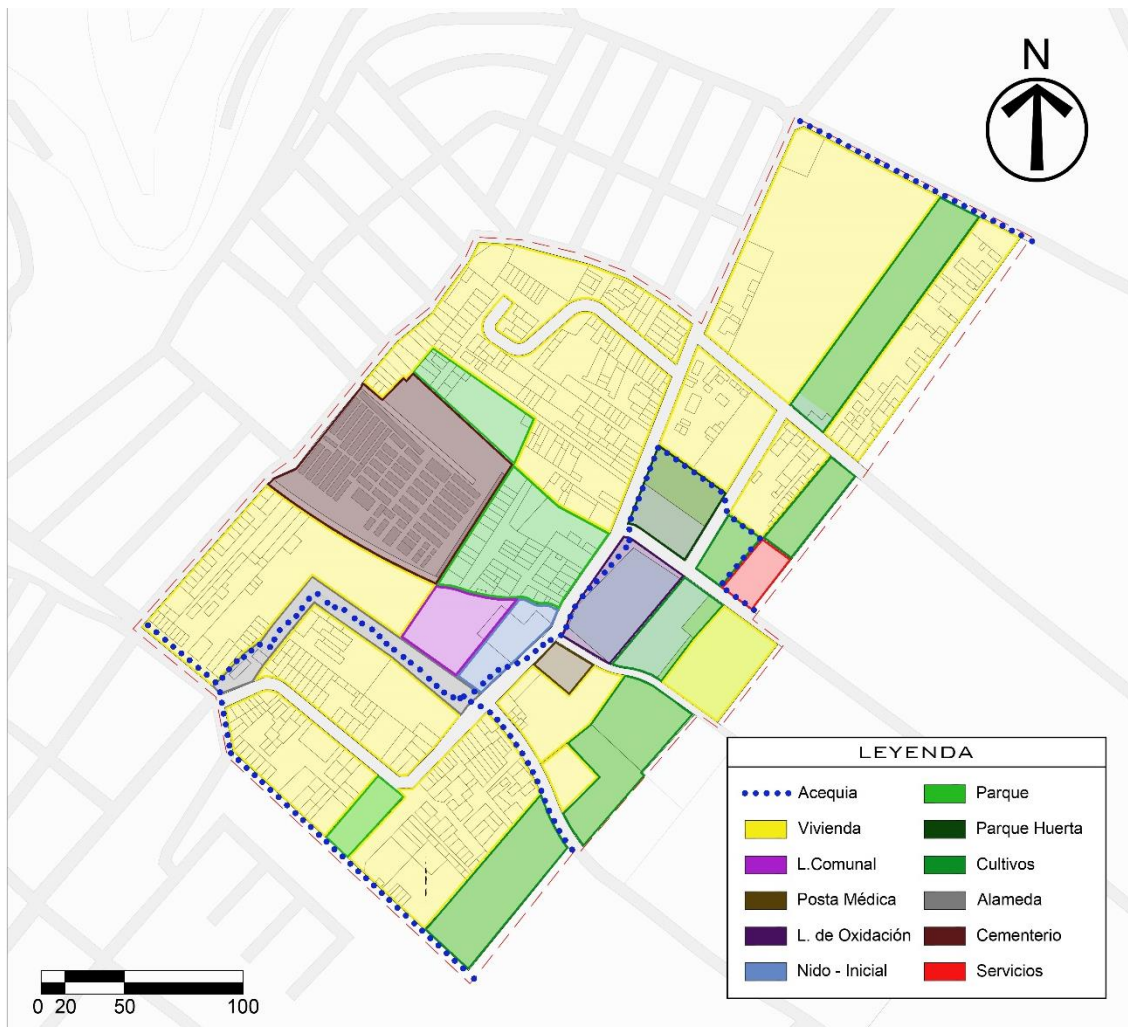 N
LEYENDA
Acequia
Parque
Vivienda
Parque Huerta
L.Comunal
Cultivos
Posta Médica
Alameda
L. de Oxidación
Cementerio
Nido - Inicial
Servicios
0 20 50 100